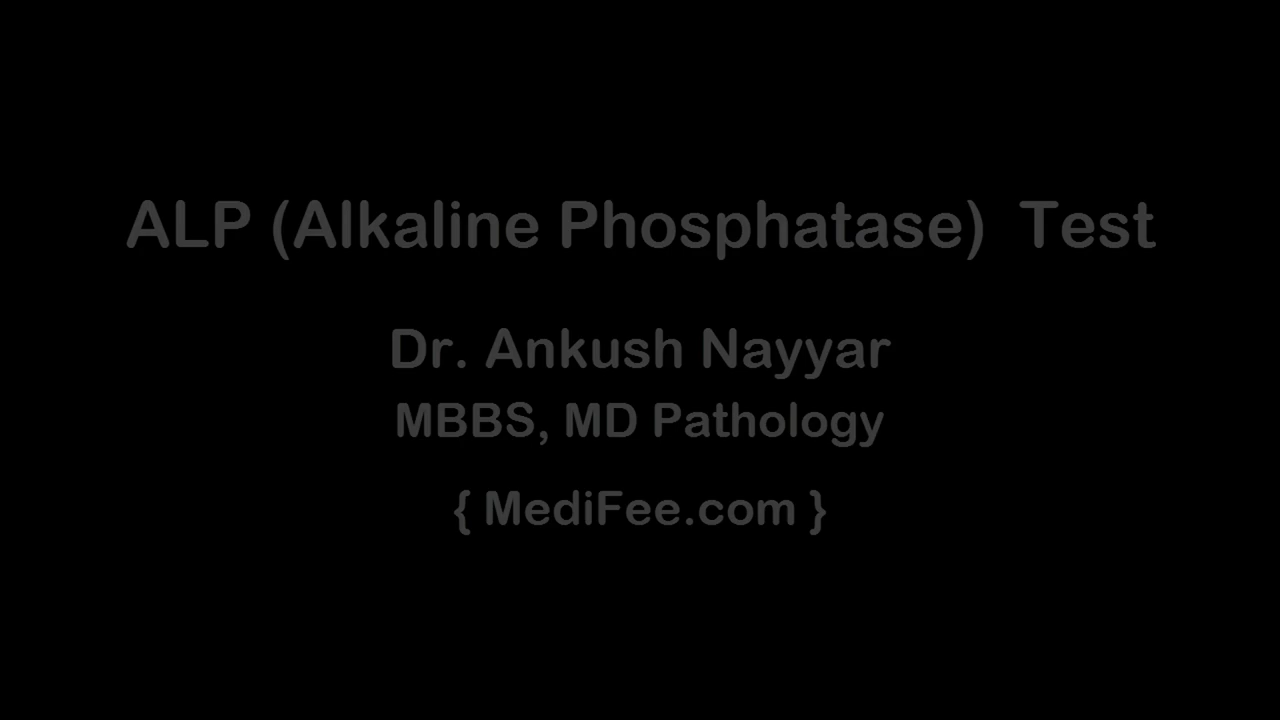 ALP (Alkaline Phosphatase) Test
Dr. Ankush Nayyar
MBBS, MD Pathology
{ MediFee.com }